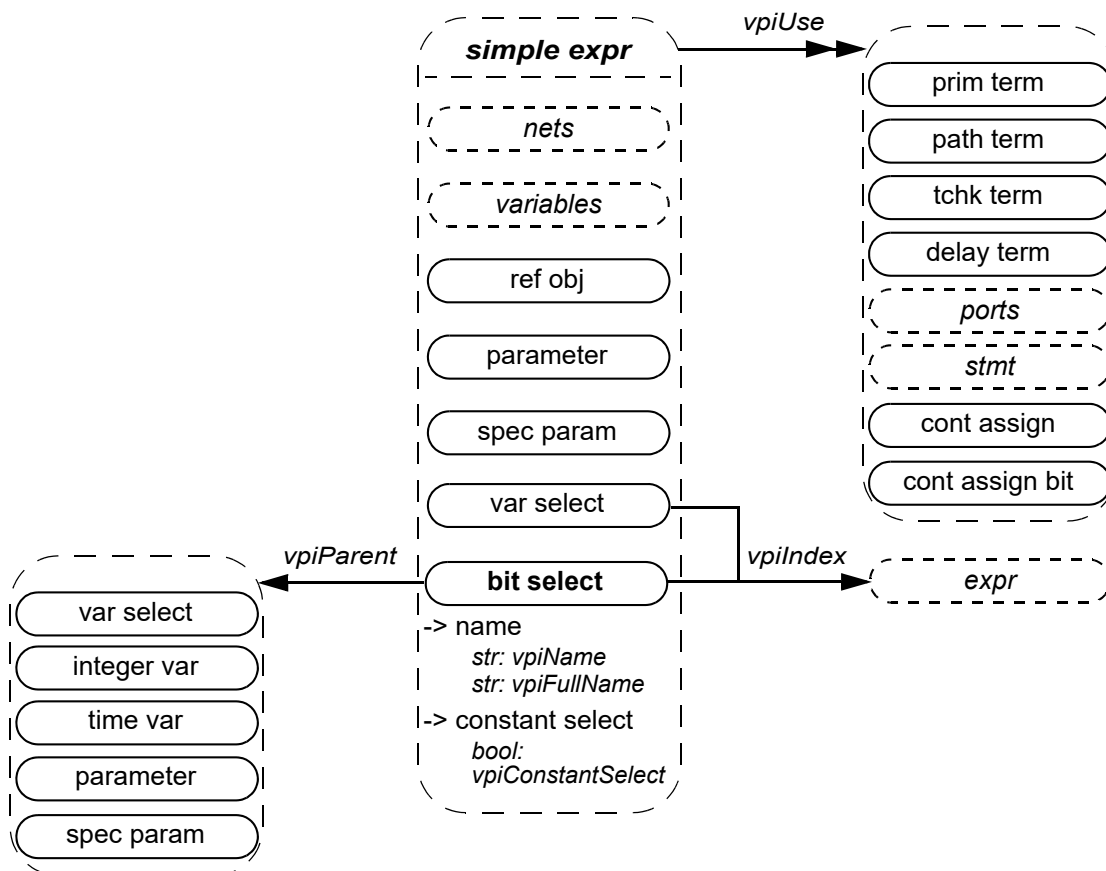 simple expr
nets
variables
ref obj
parameter
spec param
var select
bit select
-> name
str: vpiName
str: vpiFullName
-> constant select
bool:
vpiConstantSelect
vpiUse
prim term
path term
tchk term
delay term
ports
stmt
cont assign
cont assign bit
vpiIndex
expr
vpiParent
var select
integer var
time var
parameter
spec param